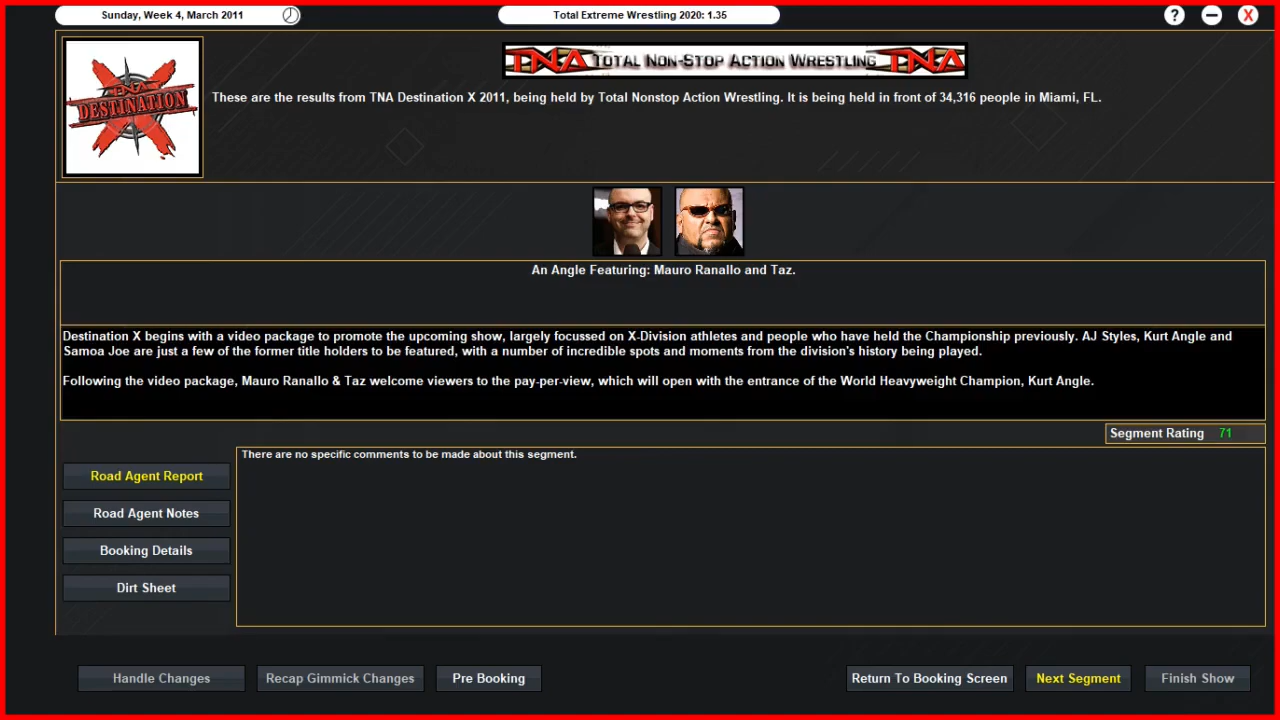 Sunday, Week 4, March 2011
Total Extreme Wrestling 2020: 1.35
?
X
TNA
DESTINATION
X
TNA TOTAL NON-STOP ACTION WRESTLING TNA
These are the results from TNA Destination X 2011, being held by Total Nonstop Action Wrestling. It is being held in front of 34,316 people in Miami, FL.
An Angle Featuring: Mauro Ranallo and Taz.
Destination X begins with a video package to promote the upcoming show, largely focussed on X-Division athletes and people who have held the Championship previously. AJ Styles, Kurt Angle and
Samoa Joe are just a few of the former title holders to be featured, with a number of incredible spots and moments from the division's history being played.
Following the video package, Mauro Ranallo & Taz welcome viewers to the pay-per-view, which will open with the entrance of the World Heavyweight Champion, Kurt Angle.
Segment Rating 71
Road Agent Report
Road Agent Notes
Booking Details
Dirt Sheet
There are no specific comments to be made about this segment.
Handle Changes
Recap Gimmick Changes
Pre Booking
Return To Booking Screen
Next Segment
Finish Show